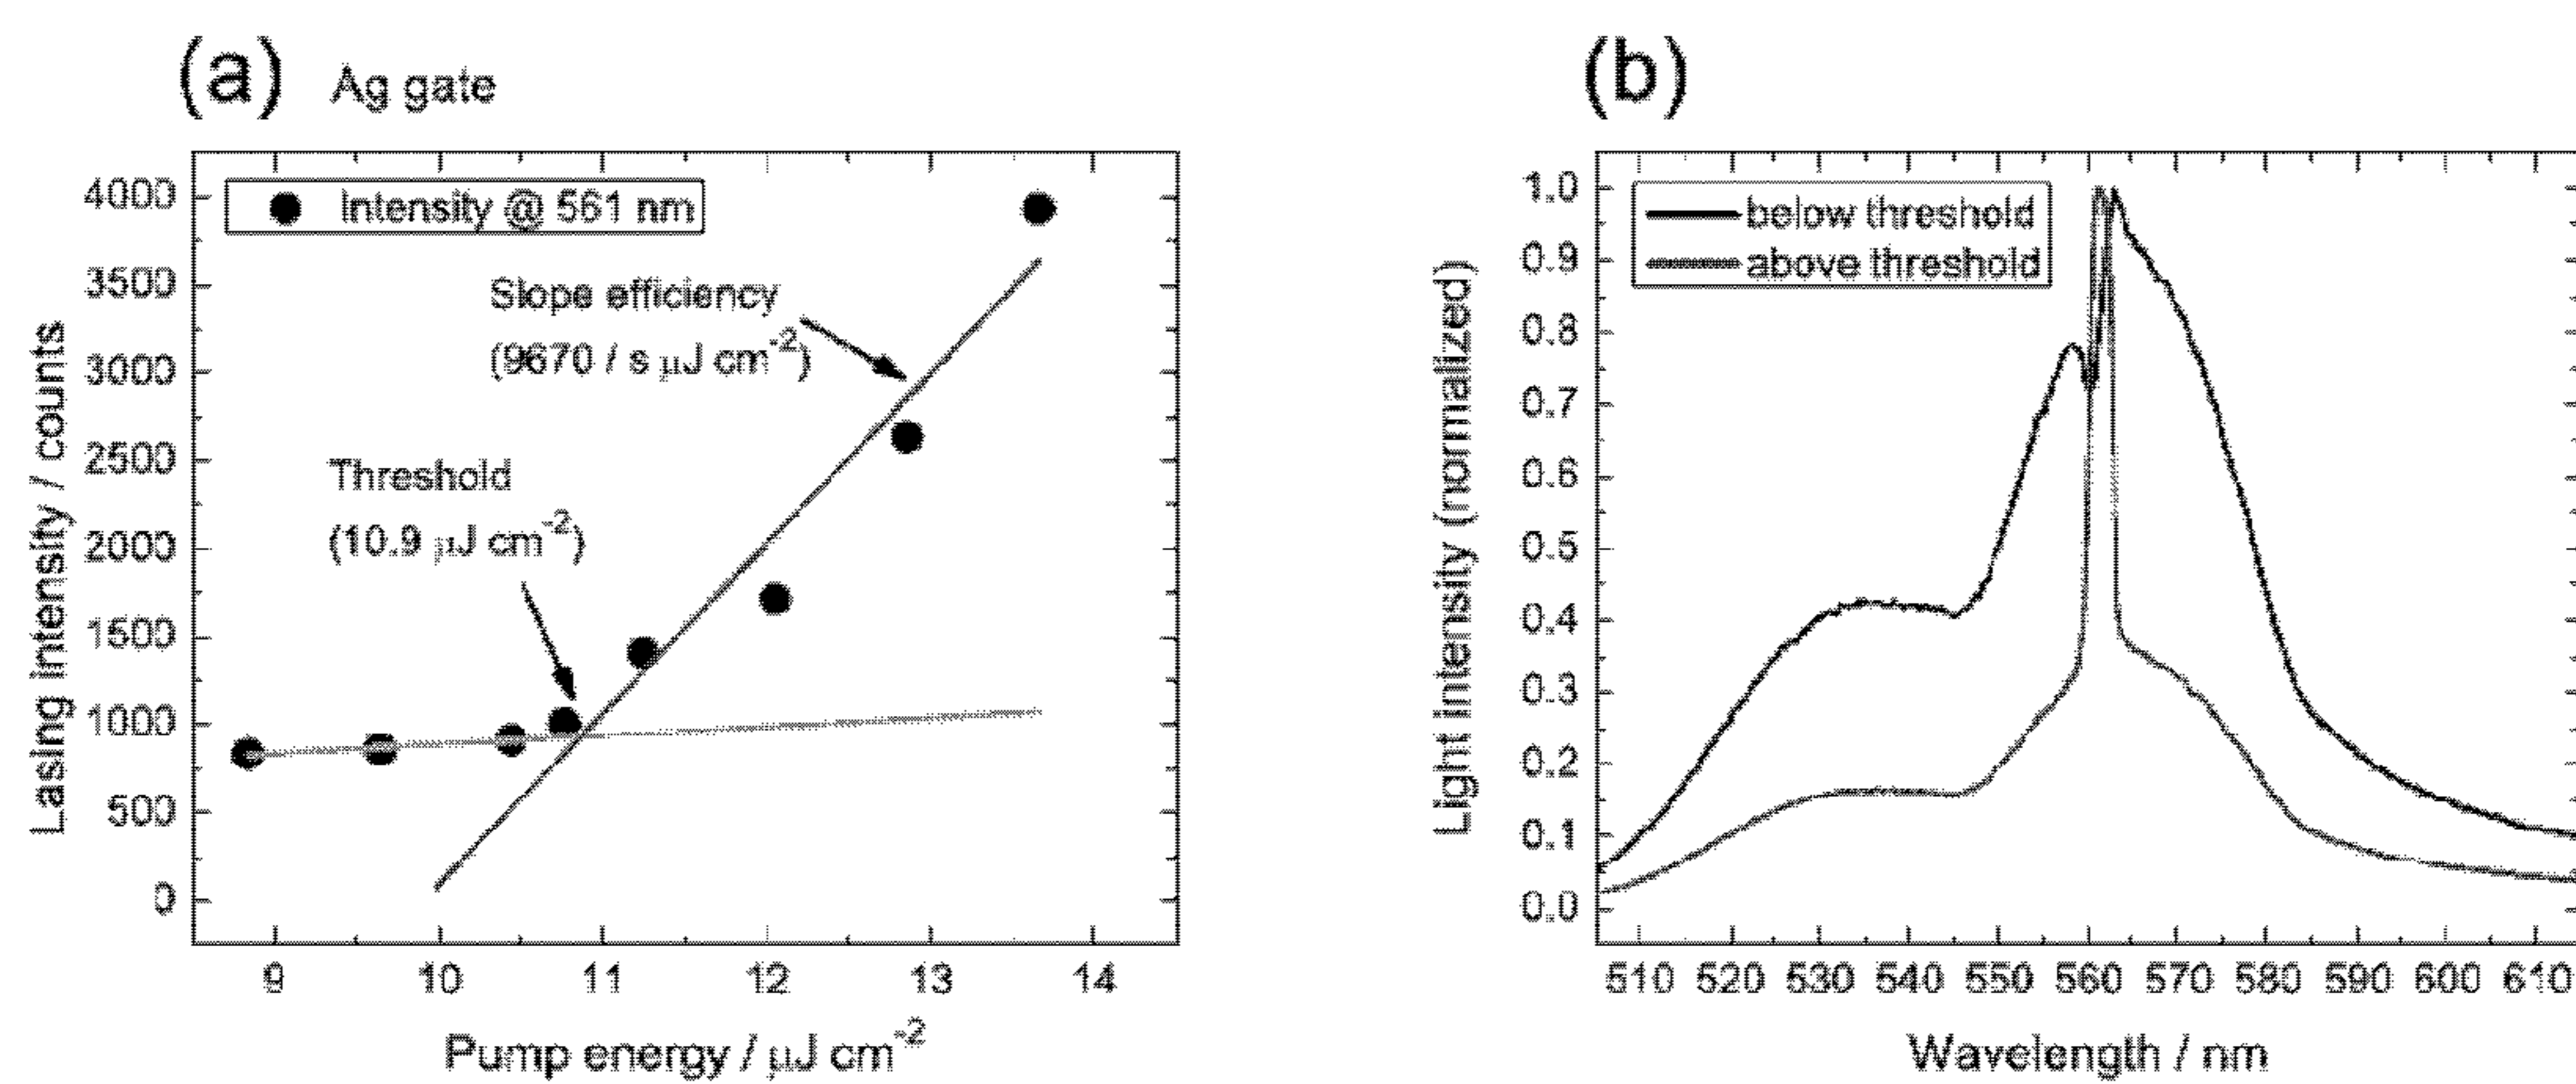 (a) Ag gate
Intensity @ 561 nm
Slope efficiency
(9670 / s μJ cm⁻²)
Threshold
(10.9 μJ cm⁻²)
4000
3500
3000
2500
2000
1500
1000
500
0
Lasing intensity / counts
9 10 11 12 13 14
Pump energy / μJ cm⁻²
(b)
below threshold
above threshold
1.0
0.9
0.8
0.7
0.6
0.5
0.4
0.3
0.2
0.1
0.0
Light intensity (normalized)
510 520 530 540 550 560 570 580 590 600 610
Wavelength / nm